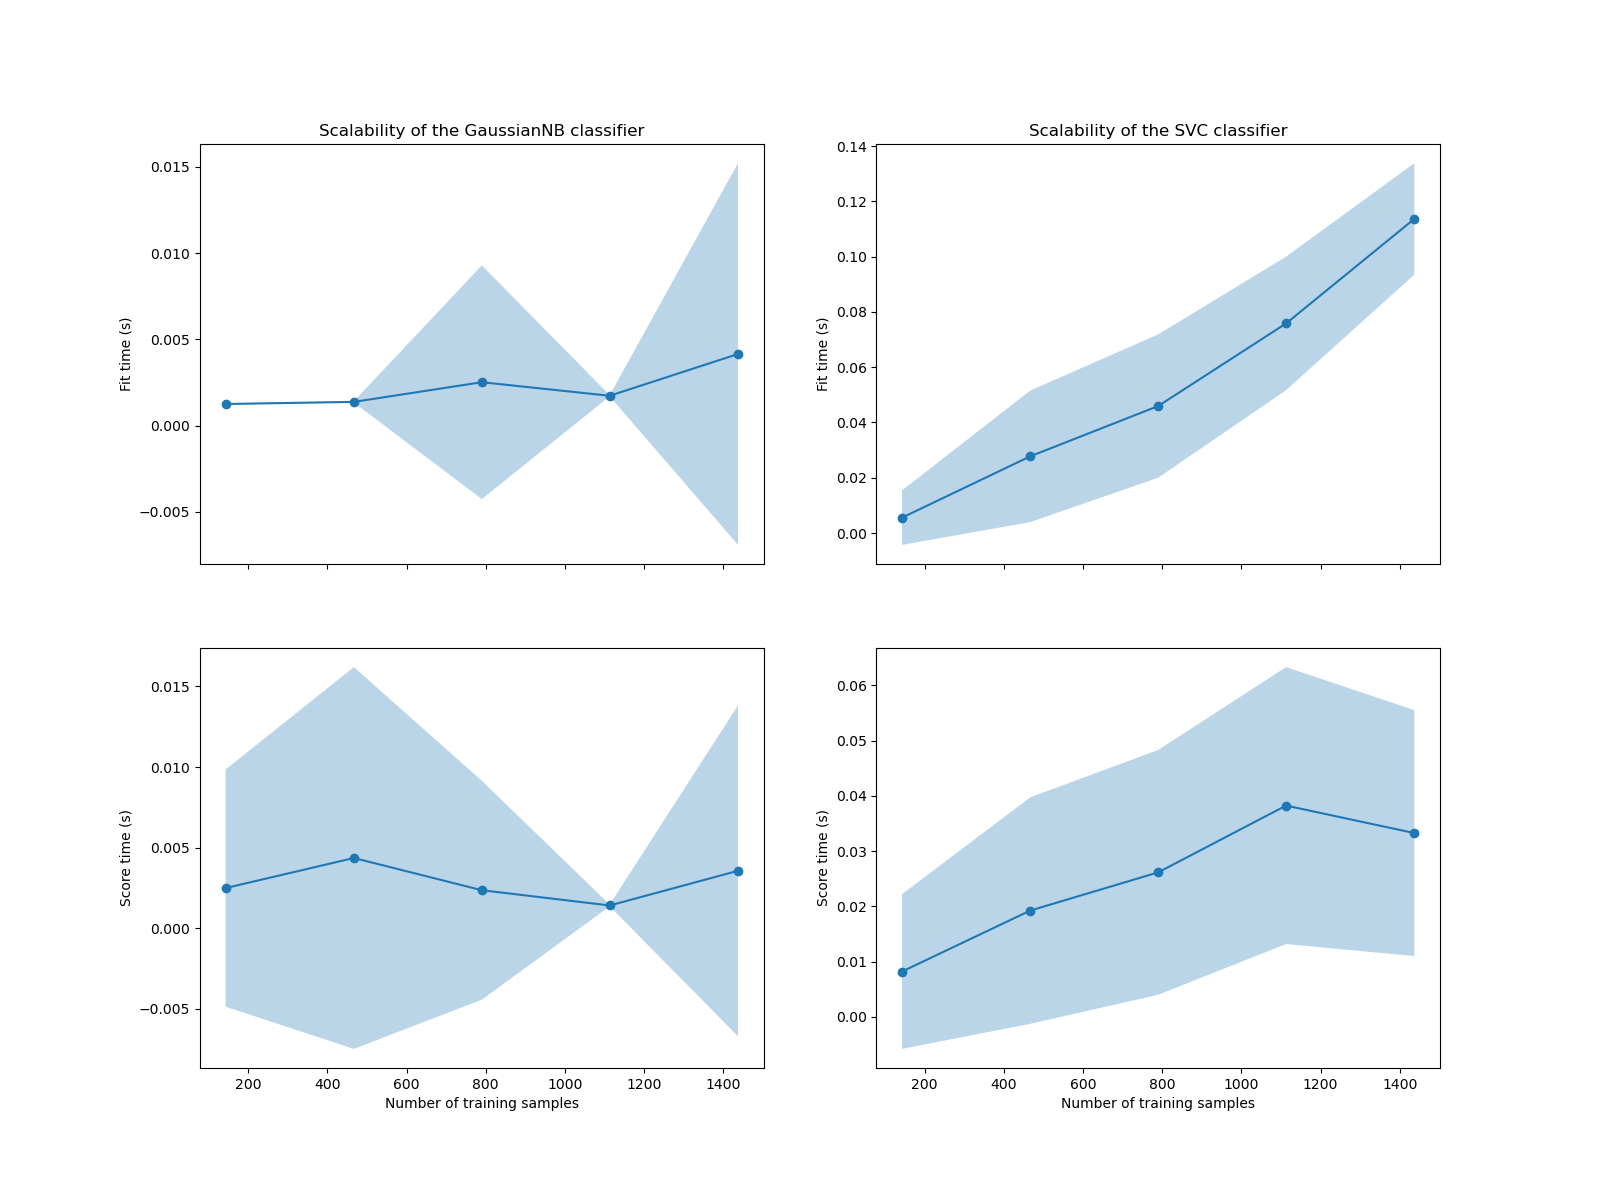 Scalability of the GaussianNB classifier
0.015
0.010
0.005
0.000
−0.005
Fit time (s)
Scalability of the SVC classifier
0.14
0.12
0.10
0.08
0.06
0.04
0.02
0.00
Fit time (s)
0.015
0.010
0.005
0.000
−0.005
Score time (s)
200 400 600 800 1000 1200 1400
Number of training samples
0.06
0.05
0.04
0.03
0.02
0.01
0.00
Score time (s)
200 400 600 800 1000 1200 1400
Number of training samples